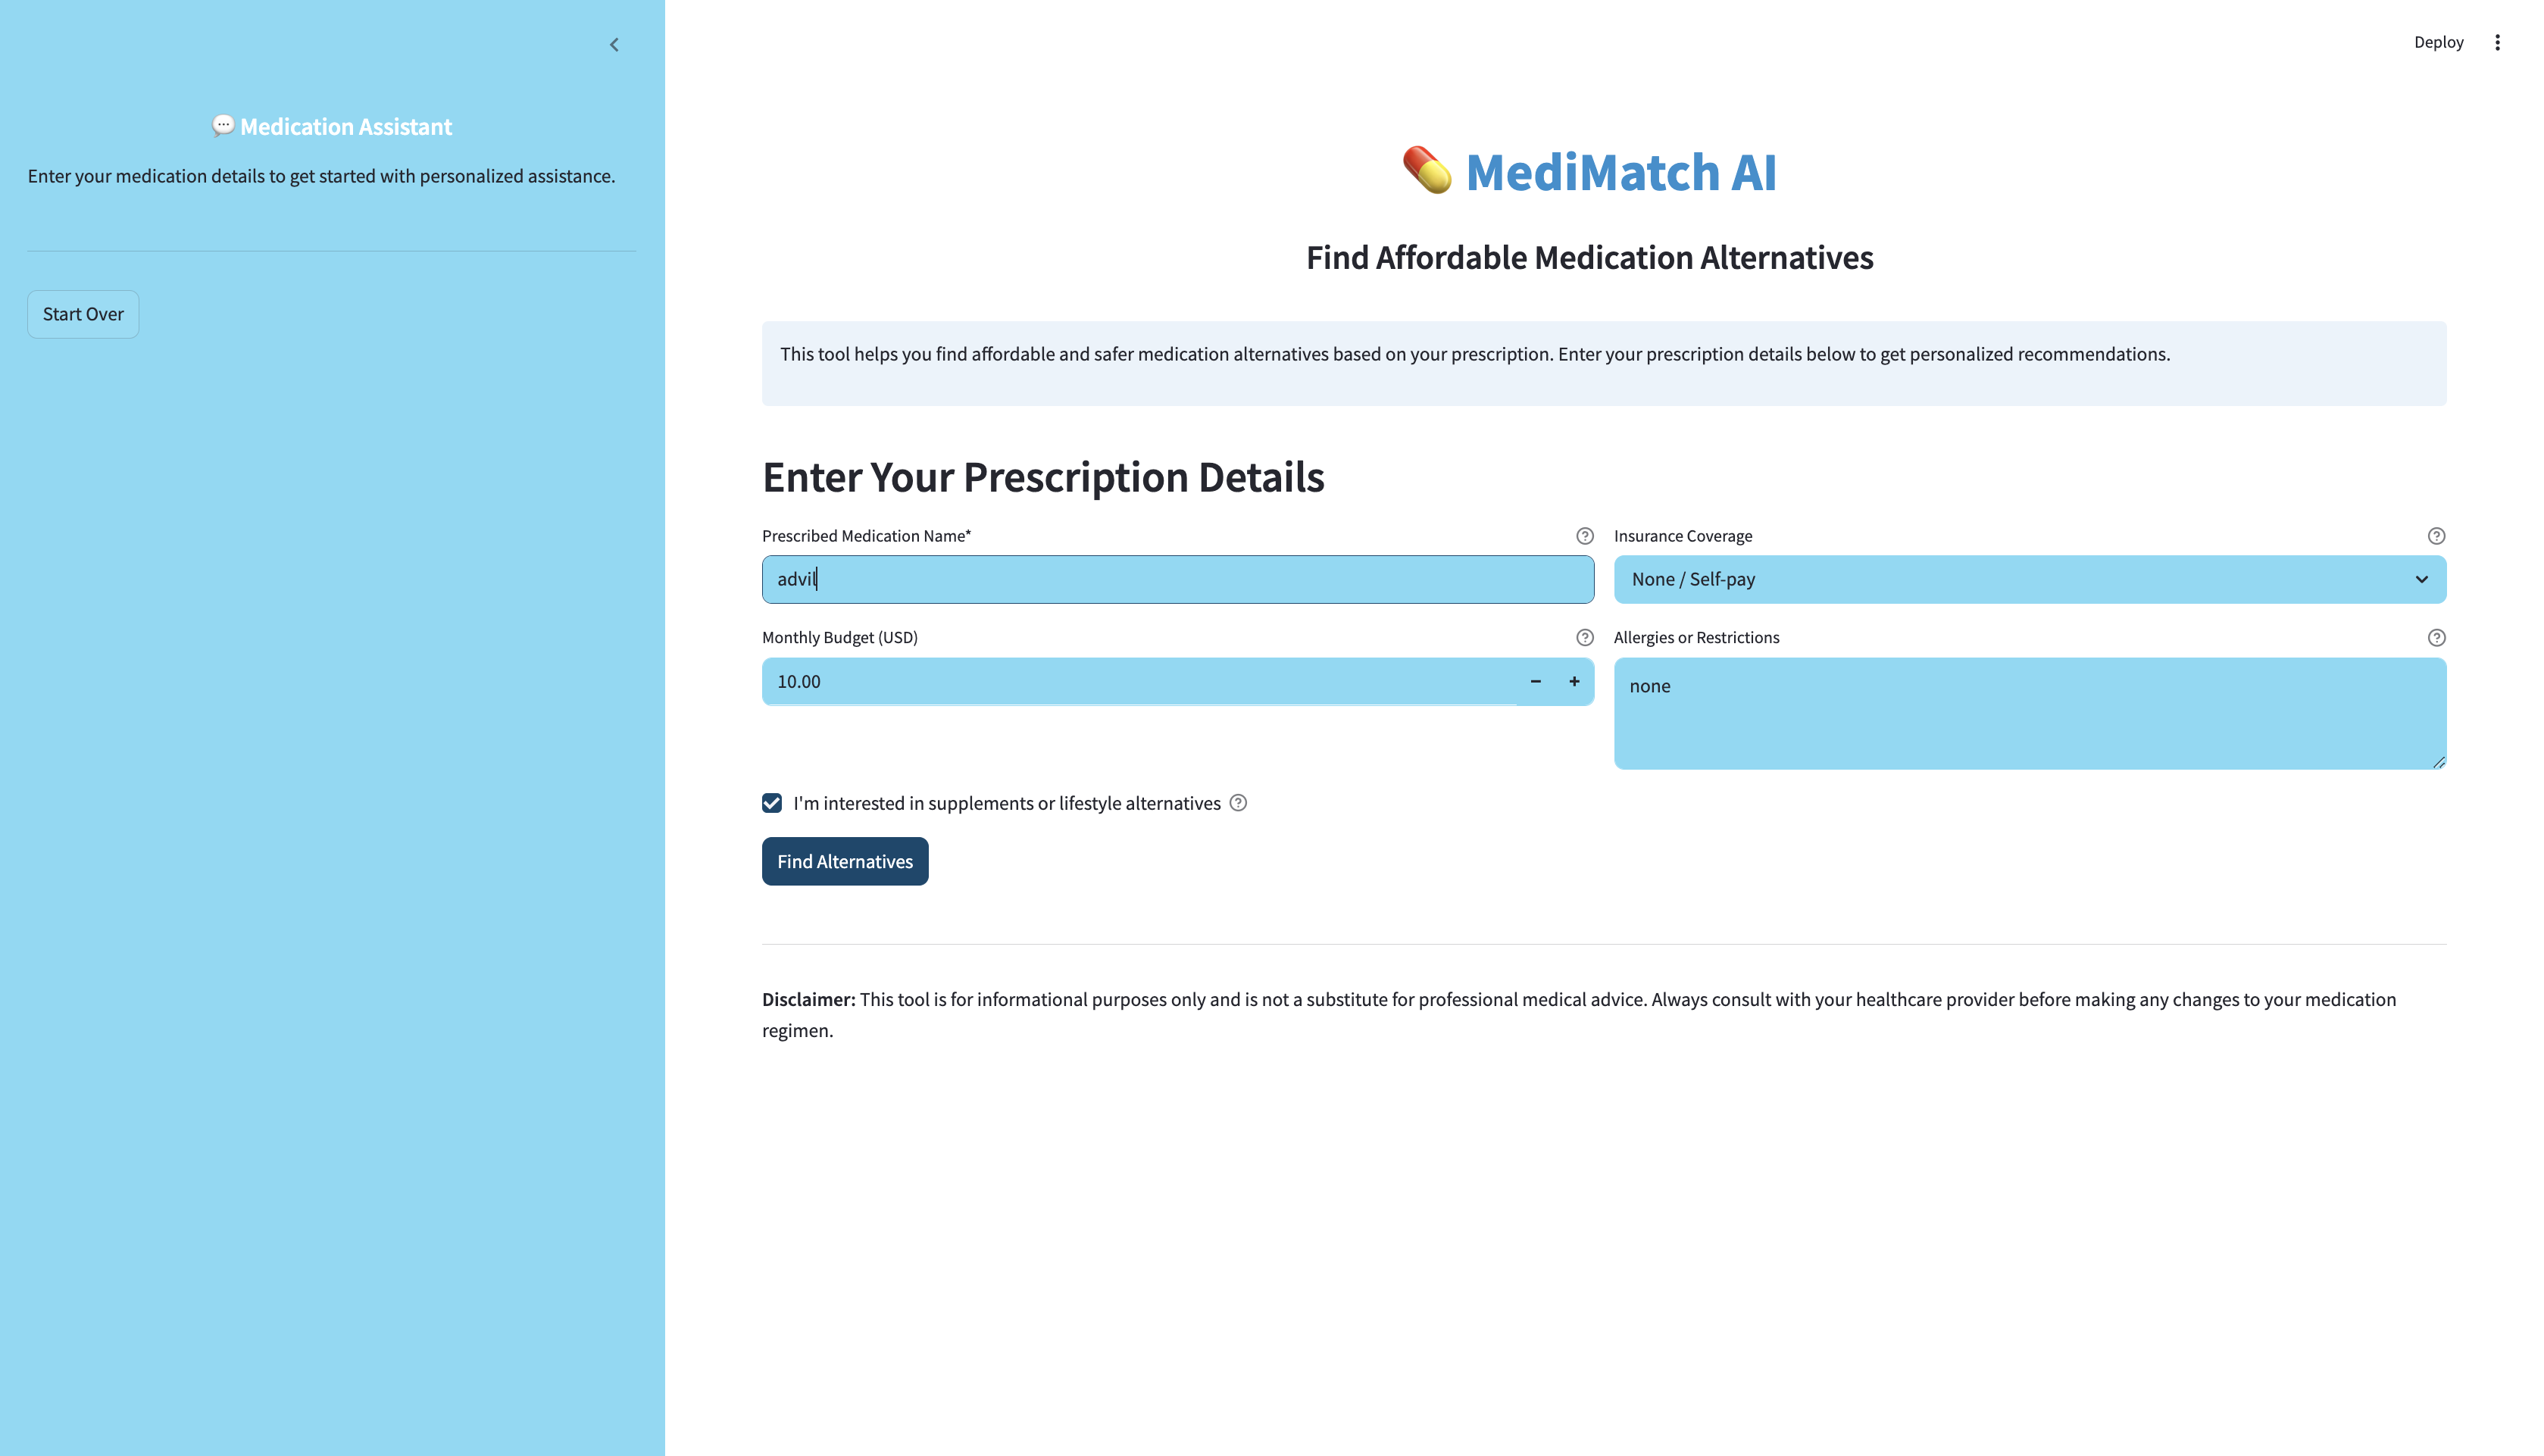 💬 Medication Assistant
Enter your medication details to get started with personalized assistance.
Start Over
Deploy
💊 MediMatch AI
Find Affordable Medication Alternatives
This tool helps you find affordable and safer medication alternatives based on your prescription. Enter your prescription details below to get personalized recommendations.
Enter Your Prescription Details
Prescribed Medication Name*
advil
Insurance Coverage
None / Self-pay
Monthly Budget (USD)
10.00
Allergies or Restrictions
none
I'm interested in supplements or lifestyle alternatives
Find Alternatives
Disclaimer: This tool is for informational purposes only and is not a substitute for professional medical advice. Always consult with your healthcare provider before making any changes to your medication
regimen.